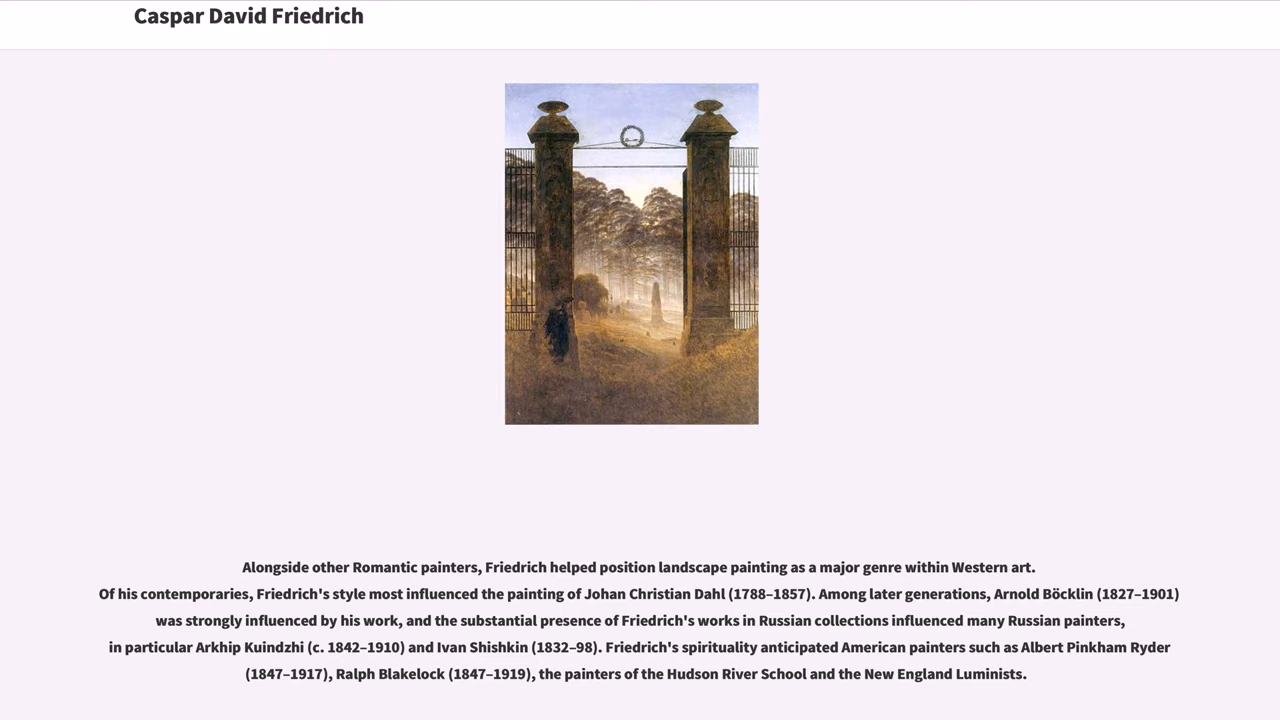 Caspar David Friedrich
Alongside other Romantic painters, Friedrich helped position landscape painting as a major genre within Western art.
Of his contemporaries, Friedrich's style most influenced the painting of Johan Christian Dahl (1788–1857). Among later generations, Arnold Böcklin (1827–1901)
was strongly influenced by his work, and the substantial presence of Friedrich's works in Russian collections influenced many Russian painters,
in particular Arkhip Kuindzhi (c. 1842–1910) and Ivan Shishkin (1832–98). Friedrich's spirituality anticipated American painters such as Albert Pinkham Ryder
(1847–1917), Ralph Blakelock (1847–1919), the painters of the Hudson River School and the New England Luminists.